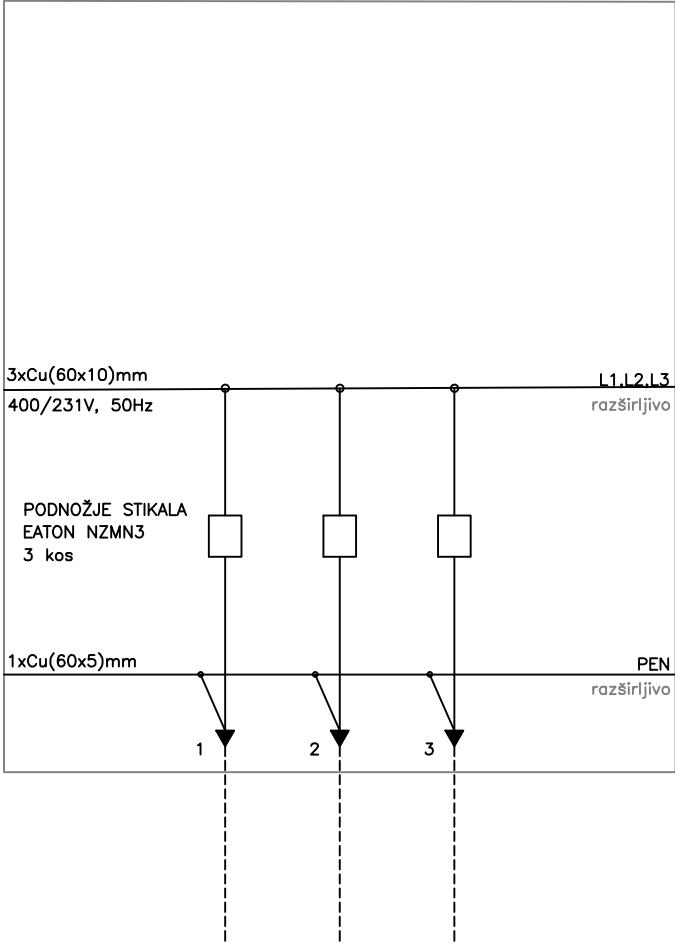 3xCu(60x10)mm
L1,L2,L3
400/231V, 50Hz
razširljivo
PODNOŽJE STIKALA
EATON NZMN3
3 kos
1xCu(60x5)mm
PEN
razširljivo
1
2
3